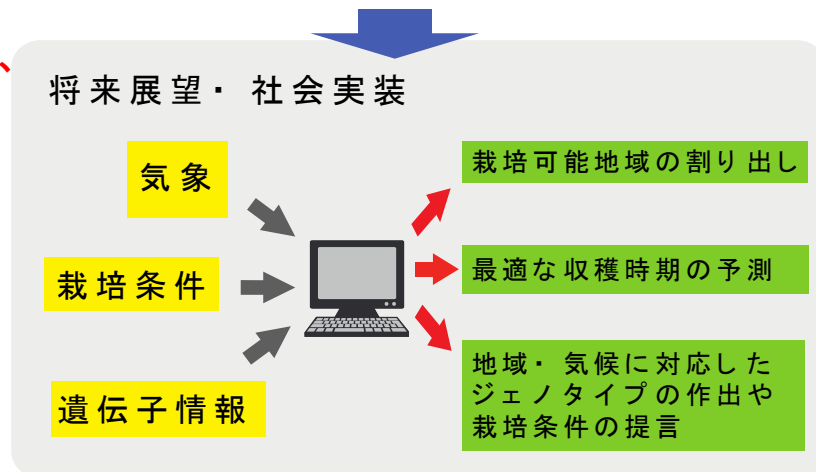 将来展望・社会実装
気象
栽培条件
遺伝子情報
栽培可能地域の割り出し
最適な収穫時期の予測
地域・気候に対応した
ジェノタイプの作出や
栽培条件の提言